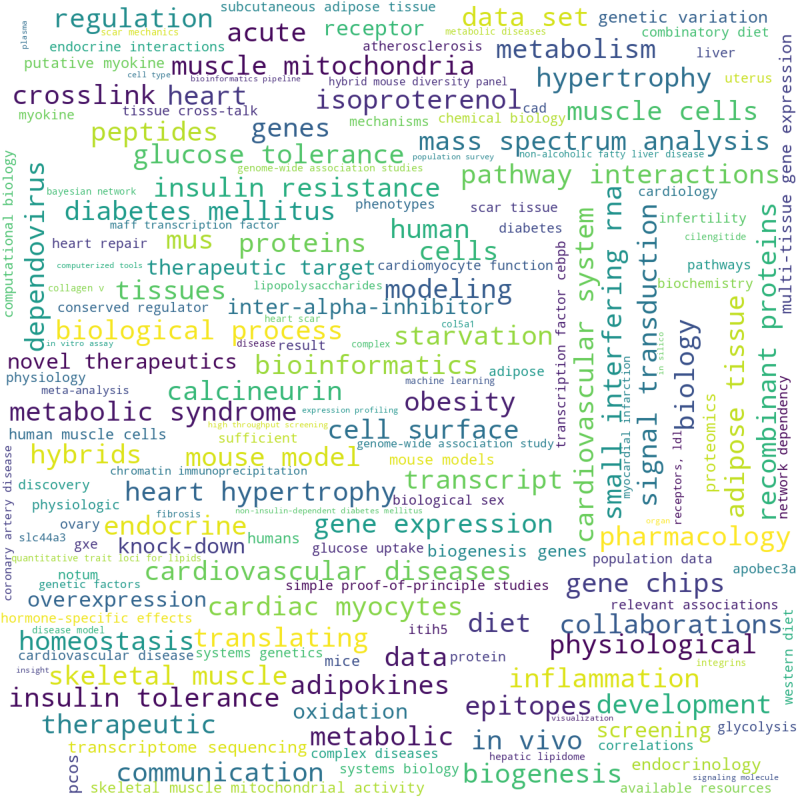 subcutaneous adipose tissue
plasma
regulation
scar mechanics
acute
receptor
metabolic diseases
data set
genetic variation
combinatory diet
endocrine interactions
atherosclerosis
metabolism
liver
putative myokine
muscle mitochondria
cell type
bioinformatics pipeline
hybrid mouse diversity panel
hypertrophy
uterus
crosslink
heart
isoproterenol
cad
muscle cells
tissue cross-talk
myokine
peptides
genes
mechanisms
chemical biology
mass spectrum analysis
multi-tissue gene expression
glucose tolerance
population survey
non-alcoholic fatty liver disease
computational biology
genome-wide association studies
pathway interactions
bayesian network
insulin resistance
phenotypes
cardiology
dependovirus
diabetes mellitus
maff transcription factor
human
scar tissue
infertility
heart repair
mus
proteins
cells
diabetes
cilengitide
computerized tools
therapeutic target
cardiomyocyte function
pathways
collagen v
tissues
lipopolysaccharides
modeling
biochemistry
conserved regulator
inter-alpha-inhibitor
transcription factor cebpb
cardiovascular system
small interfering rna
myocardial infarction
signal transduction
in silico
receptors, ldl
biology
proteomics
adipose tissue
recombinant proteins
network dependency
heart scar
biological process
col5a1
starvation
in vitro assay
disease
result
complex
novel therapeutics
bioinformatics
adipose
physiology
meta-analysis
calcineurin
machine learning
metabolic syndrome
expression profiling
obesity
high throughput screening
human muscle cells
sufficient
cell surface
genome-wide association study
hybrids
mouse model
mouse models
coronary artery disease
discovery
chromatin immunoprecipitation
transcript
physiologic
heart hypertrophy
biological sex
fibrosis
non-insulin-dependent diabetes mellitus
organ
ovary
endocrine
gene expression
pharmacology
slc44a3
humans
gxe
knock-down
glucose uptake
biogenesis genes
quantitative trait loci for lipids
population data
notum
cardiovascular diseases
apobec3a
genetic factors
simple proof-of-principle studies
gene chips
overexpression
cardiac myocytes
relevant associations
hormone-specific effects
diet
collaborations
disease model
homeostasis
translating
itih5
physiological
cardiovascular disease
systems genetics
mice
data
protein
integrins
western diet
insight
skeletal muscle
adipokines
inflammation
insulin tolerance
epitopes
development
therapeutic
oxidation
visualization
screening
glycolysis
metabolic
in vivo
correlations
transcriptome sequencing
complex diseases
hepatic lipidome
endocrinology
pcos
communication
systems biology
biogenesis
signaling molecule
skeletal muscle mitochondrial activity
available resources